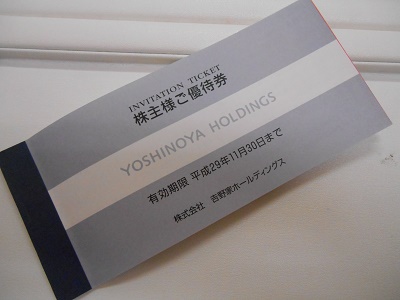 INVITATION TICKET
株主様ご優待券
YOSHINOYA HOLDINGS
有効期限 平成29年11月30日まで
株式会社 吉野家ホールディングス